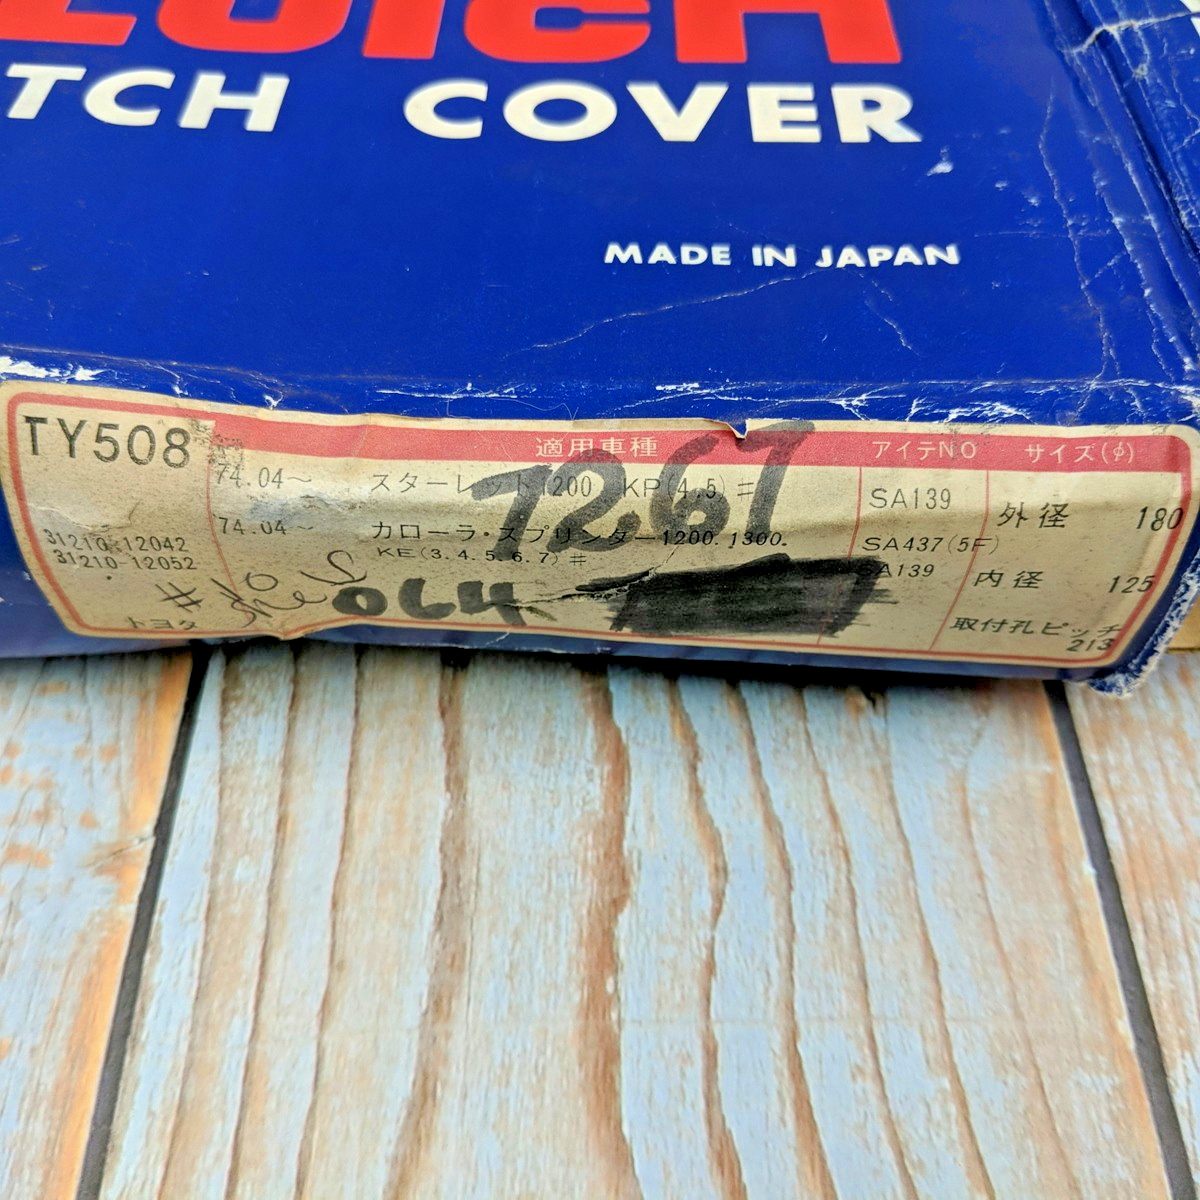 CLUTCH COVER
MADE IN JAPAN
TY508
適用車種 アイテNO サイズ(φ)
74.04〜 スターレット1200 KP(4,5)# SA139 外径 180
7267
74.04〜 カローラ・スプリンター1200.1300. SA437(5F)
KE(3.4.5.6.7)# SA139 内径 125
31210-12042
31210-12052
064
トヨタ 取付孔ピッチ
213